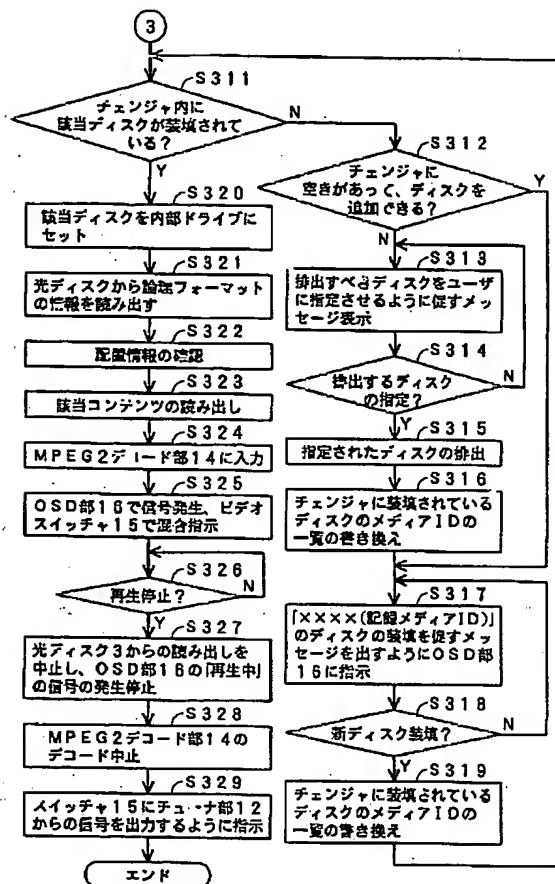 3
S311
チェンジャ内に
該当ディスクが装填されて
いる?
N
Y
S312
チェンジャに
空きがあって、ディスクを
追加できる?
Y
N
S313
排出すべきディスクをユーザ
に指定させるように促すメッ
セージ表示
S314
排出するディスク
の指定?
N
Y
S315
指定されたディスクの排出
S316
チェンジャに装填されている
ディスクのメディアIDの
一覧の書き換え
S317
「××××(記録メディアID)」
のディスクの装填を促すメッ
セージを出すようにOSD部
16に指示
S318
新ディスク装填?
N
Y
S319
チェンジャに装填されている
ディスクのメディアIDの
一覧の書き換え
S320
該当ディスクを内部ドライブに
セット
S321
光ディスクから論理フォーマット
の情報を読み出す
S322
配置情報の確認
S323
該当コンテンツの読み出し
S324
MPEG2デコード部14に入力
S325
OSD部16で信号発生、ビデオ
スイッチャ15で混合指示
S326
再生停止?
N
Y
S327
光ディスク3からの読み出しを
中止し、OSD部16の「再生中」
の信号の発生停止
S328
MPEG2デコード部14の
デコード中止
S329
スイッチャ15にチューナ部12
からの信号を出力するように指示
エンド